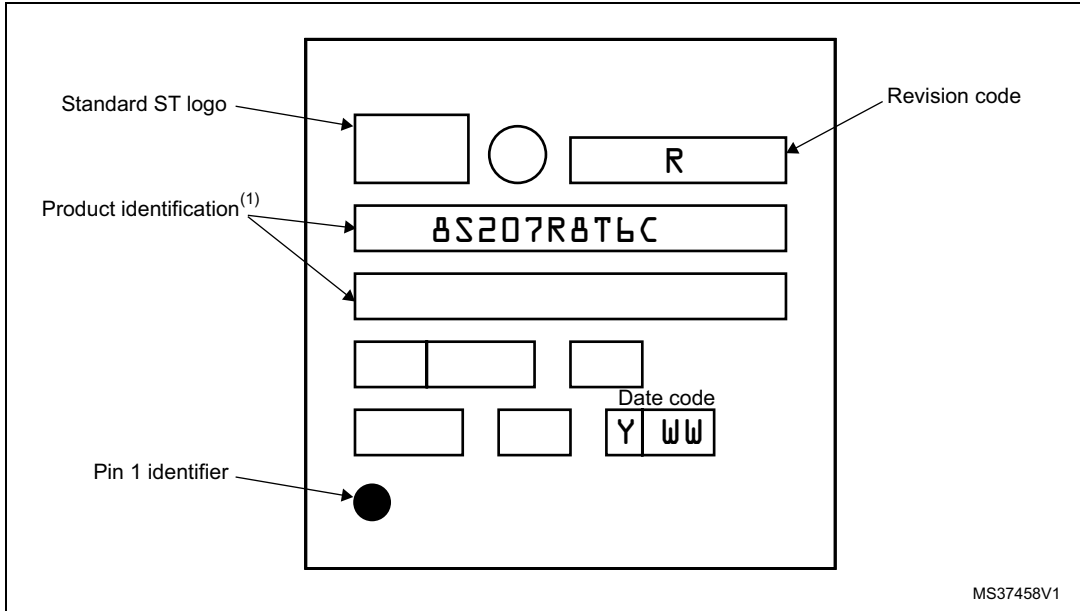 Standard ST logo
Revision code
R
Product identification(1)
8S207R8T6C
Date code
Y WW
Pin 1 identifier
MS37458V1